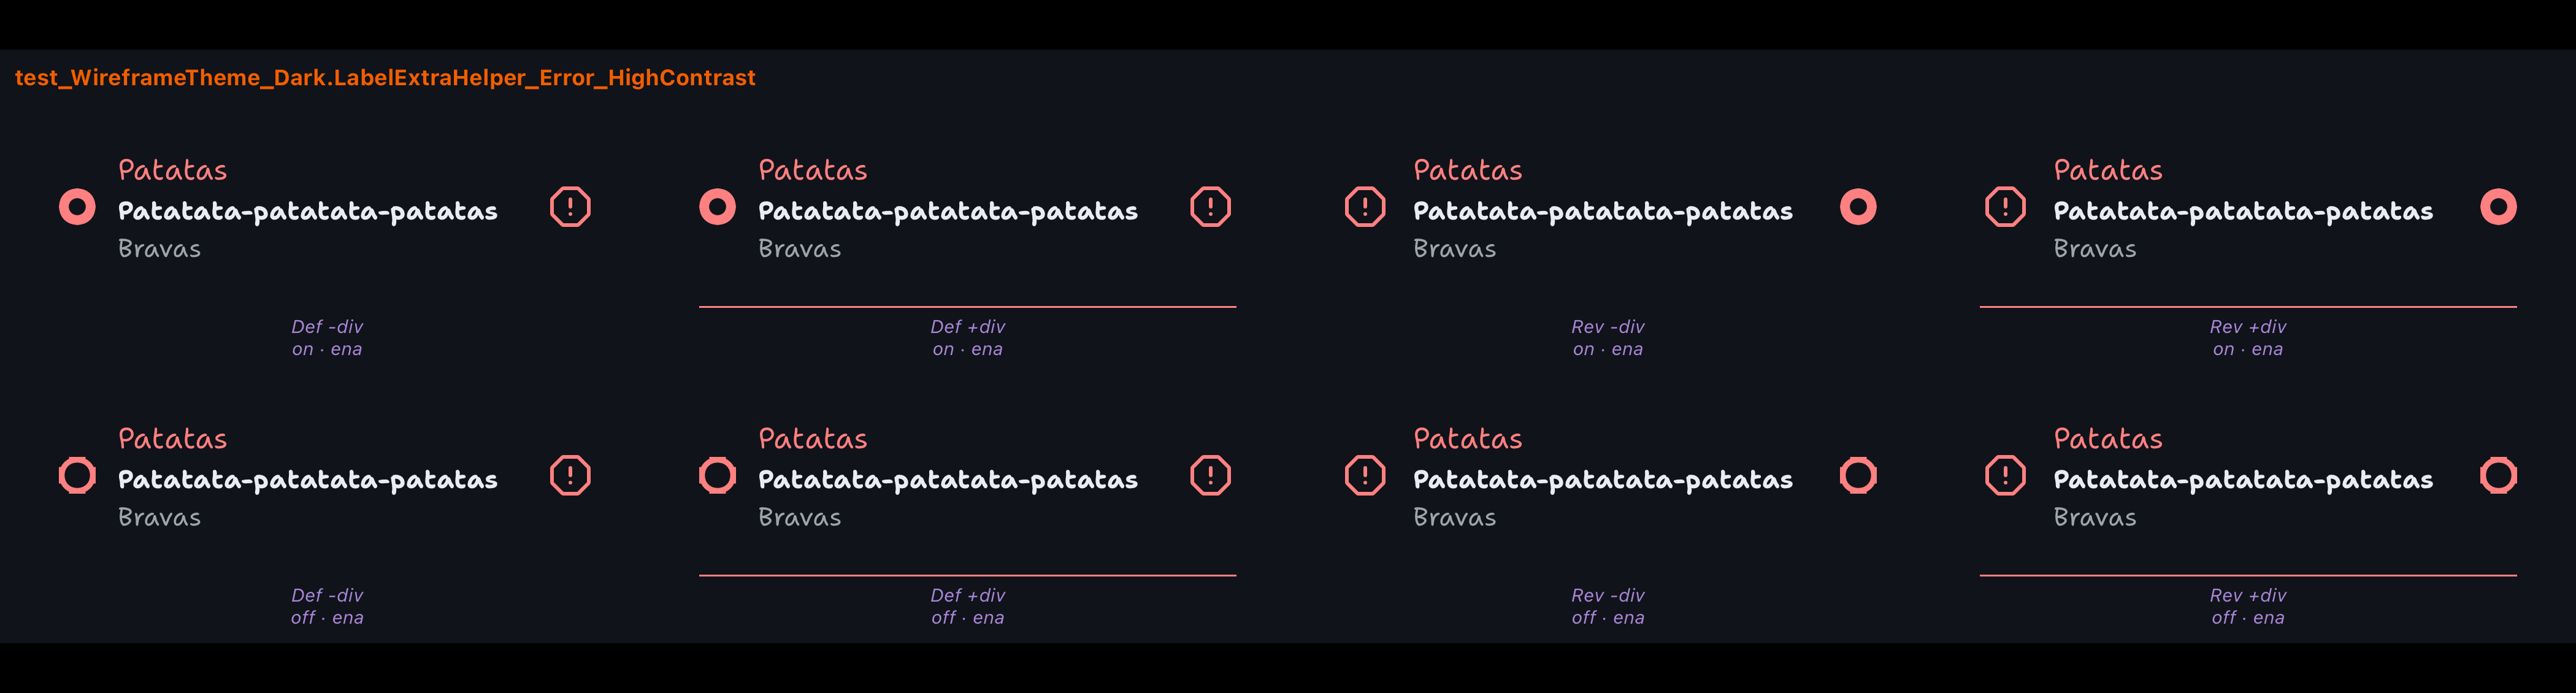 test_WireframeTheme_Dark.LabelExtraHelper_Error_HighContrast
Patatas
Patatata-patatata-patatas
Bravas
Def -div
on · ena
Patatas
Patatata-patatata-patatas
Bravas
Def +div
on · ena
Patatas
Patatata-patatata-patatas
Bravas
Rev -div
on · ena
Patatas
Patatata-patatata-patatas
Bravas
Rev +div
on · ena
Patatas
Patatata-patatata-patatas
Bravas
Def -div
off · ena
Patatas
Patatata-patatata-patatas
Bravas
Def +div
off · ena
Patatas
Patatata-patatata-patatas
Bravas
Rev -div
off · ena
Patatas
Patatata-patatata-patatas
Bravas
Rev +div
off · ena